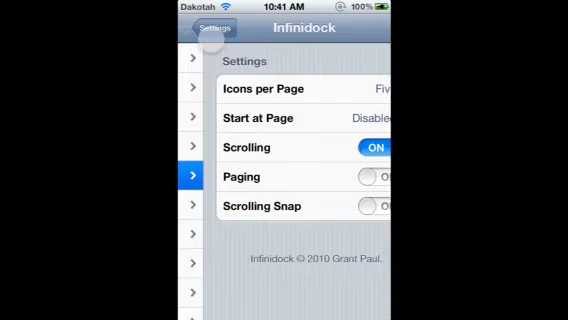 Dakotah 10:41 AM 100%
Settings Infinidock
Settings
Icons per Page
Start at Page
Scrolling ON
Paging
Scrolling Snap
Infinidock © 2010 Grant Paul.